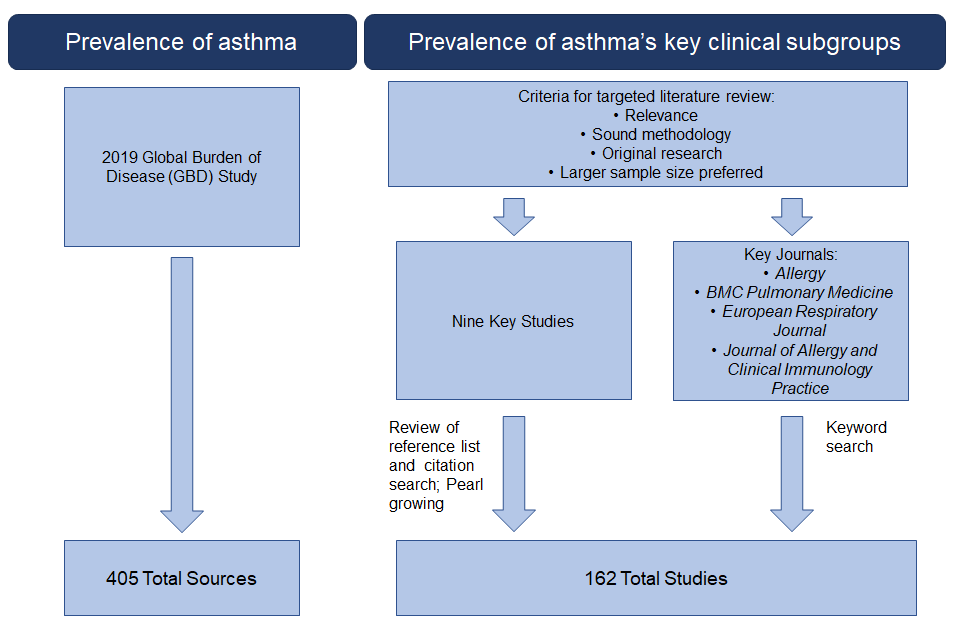 Prevalence of asthma
Prevalence of asthma's key clinical subgroups
2019 Global Burden of
Disease (GBD) Study
405 Total Sources
Criteria for targeted literature review:
• Relevance
• Sound methodology
• Original research
• Larger sample size preferred
Nine Key Studies
Key Journals:
• Allergy
• BMC Pulmonary Medicine
• European Respiratory
Journal
• Journal of Allergy and
Clinical Immunology
Practice
Review of
reference list
and citation
search; Pearl
growing
Keyword
search
162 Total Studies